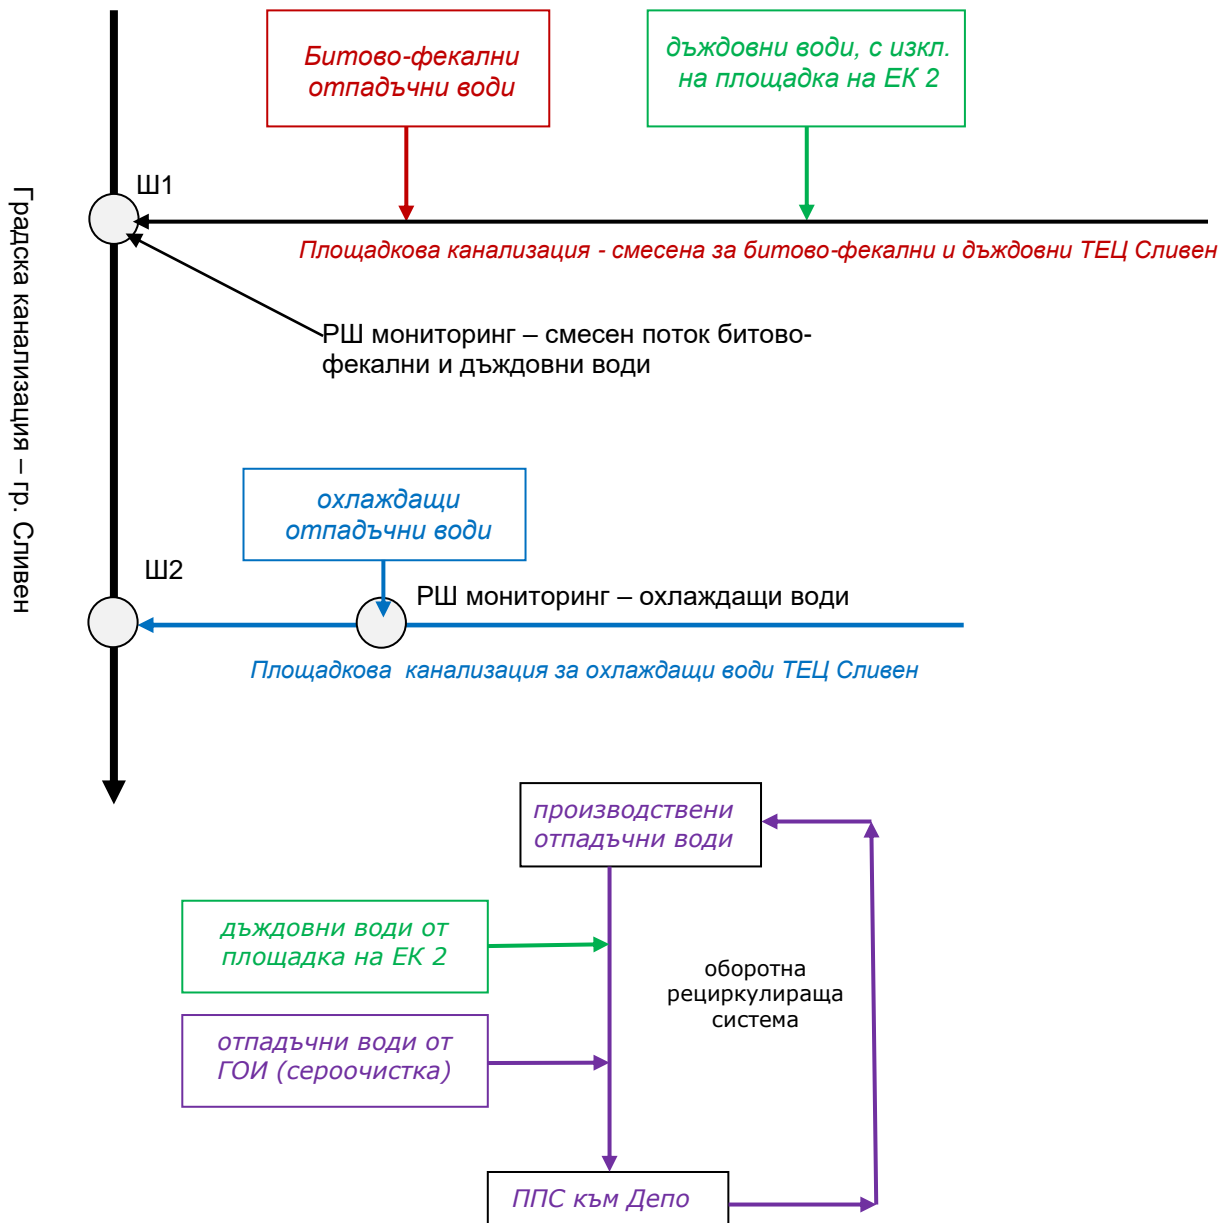 Битово-фекални
отпадъчни води
дъждовни води, с изкл.
на площадка на ЕК 2
Ш1
Площадкова канализация - смесена за битово-фекални и дъждовни ТЕЦ Сливен
РШ мониторинг – смесен поток битово-
фекални и дъждовни води
Градска канализация – гр. Сливен
охлаждащи
отпадъчни води
Ш2
РШ мониторинг – охлаждащи води
Площадкова канализация за охлаждащи води ТЕЦ Сливен
производствени
отпадъчни води
дъждовни води от
площадка на ЕК 2
оборотна
рециркулираща
система
отпадъчни води от
ГОИ (сероочистка)
ППС към Депо